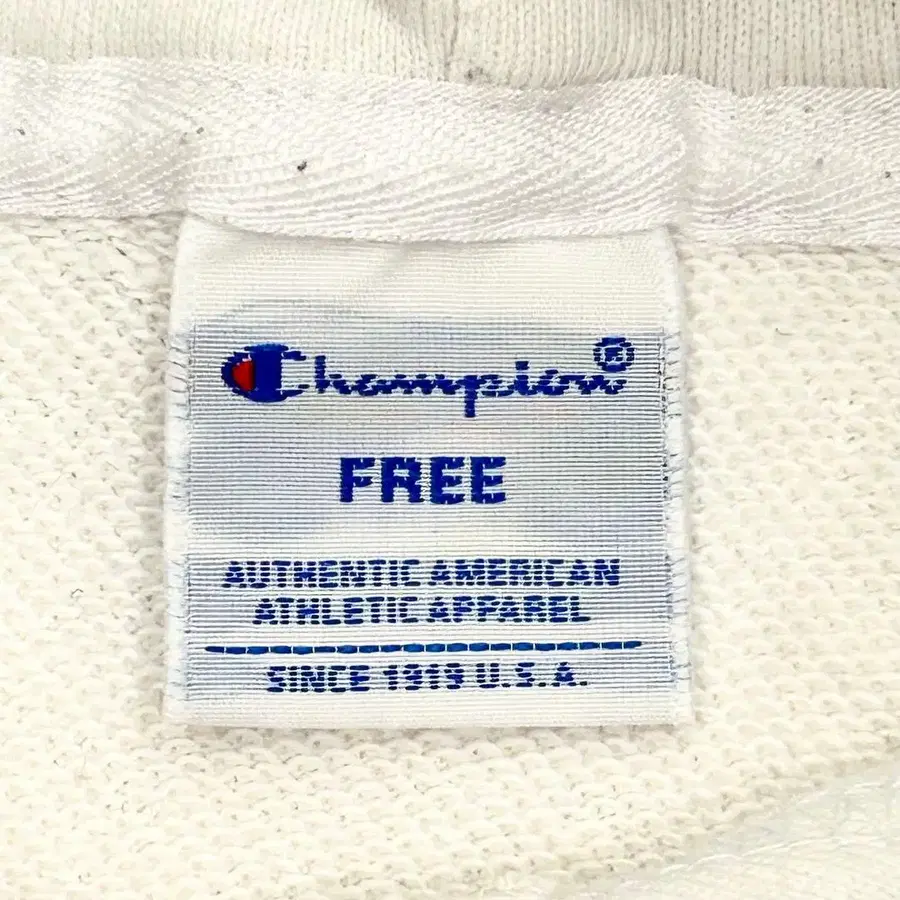 Champion®
FREE
AUTHENTIC AMERICAN
ATHLETIC APPAREL
SINCE 1919 U.S.A.